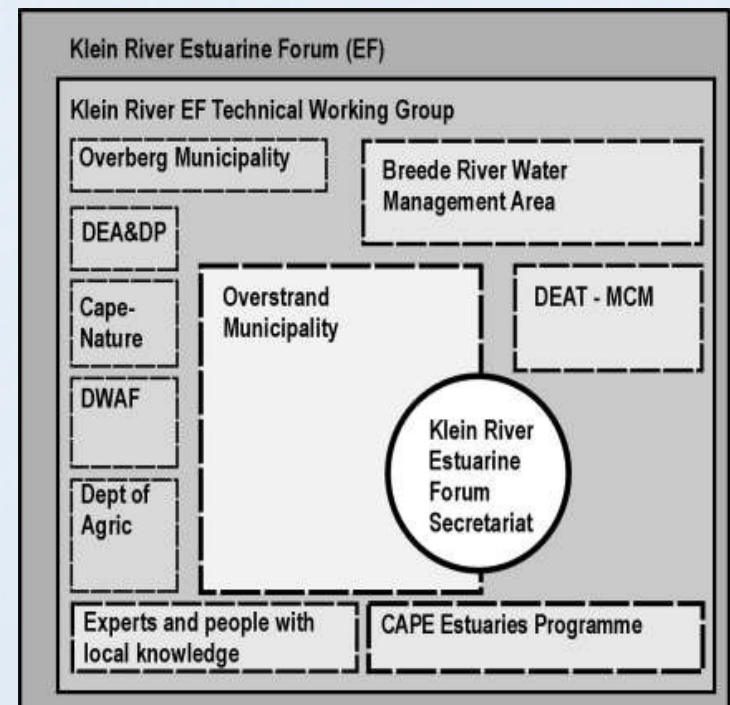 Klein River Estuarine Forum (EF)
Klein River EF Technical Working Group
Overberg Municipality
Breede River Water
Management Area
DEA&DP
Cape-
Nature
DWAF
Dept of
Agric
Overstrand
Municipality
DEAT - MCM
Klein River
Estuarine
Forum
Secretariat
Experts and people with
local knowledge
CAPE Estuaries Programme